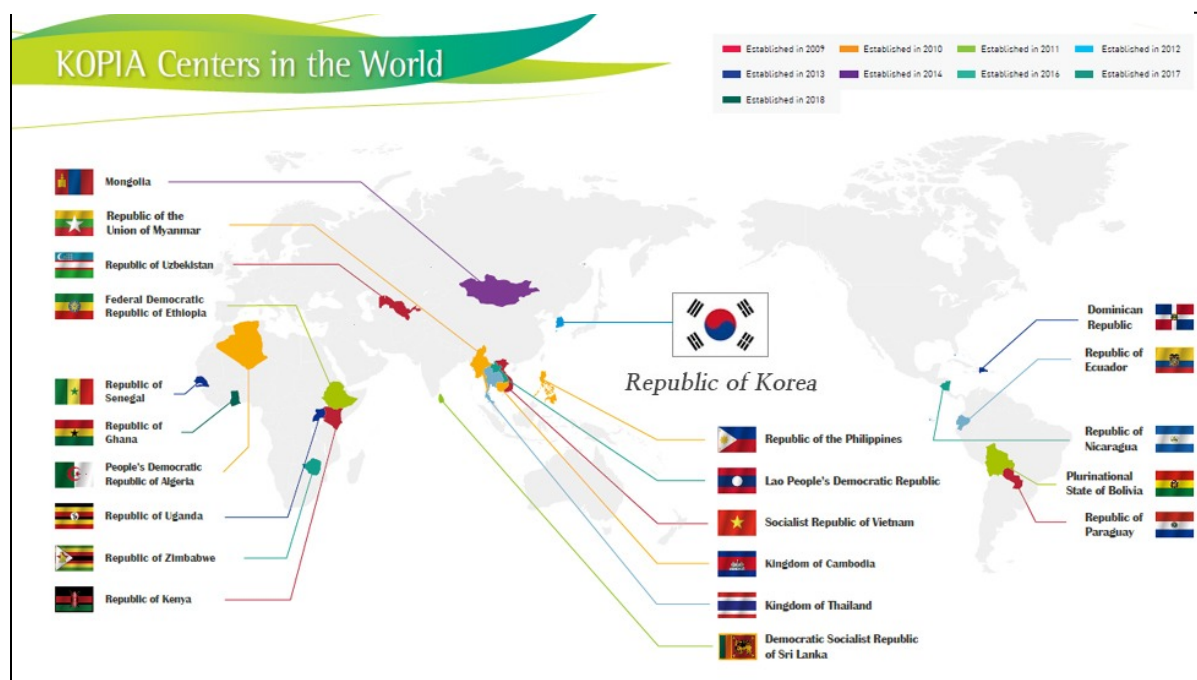 KOPIA Centers in the World
Established in 2009
Established in 2010
Established in 2011
Established in 2012
Established in 2013
Established in 2014
Established in 2016
Established in 2017
Established in 2018
Mongolia
Republic of the
Union of Myanmar
Republic of Uzbekistan
Federal Democratic
Republic of Ethiopia
Republic of
Senegal
Republic of
Ghana
People's Democratic
Republic of Algeria
Republic of Uganda
Republic of Zimbabwe
Republic of Kenya
Republic of Korea
Republic of the Philippines
Lao People's Democratic Republic
Socialist Republic of Vietnam
Kingdom of Cambodia
Kingdom of Thailand
Democratic Socialist Republic
of Sri Lanka
Dominican
Republic
Republic of
Ecuador
Republic of
Nicaragua
Plurinational
State of Bolivia
Republic of
Paraguay